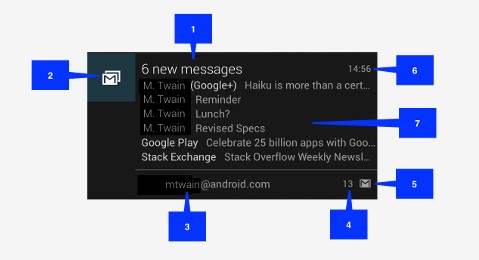 1
2
6 new messages 14:56
6
M. Twain (Google+) Haiku is more than a cert...
M. Twain Reminder
M. Twain Lunch?
M. Twain Revised Specs
7
Google Play Celebrate 25 billion apps with Goo...
Stack Exchange Stack Overflow Weekly Newsl...
mtwain@android.com 13
5
3
4